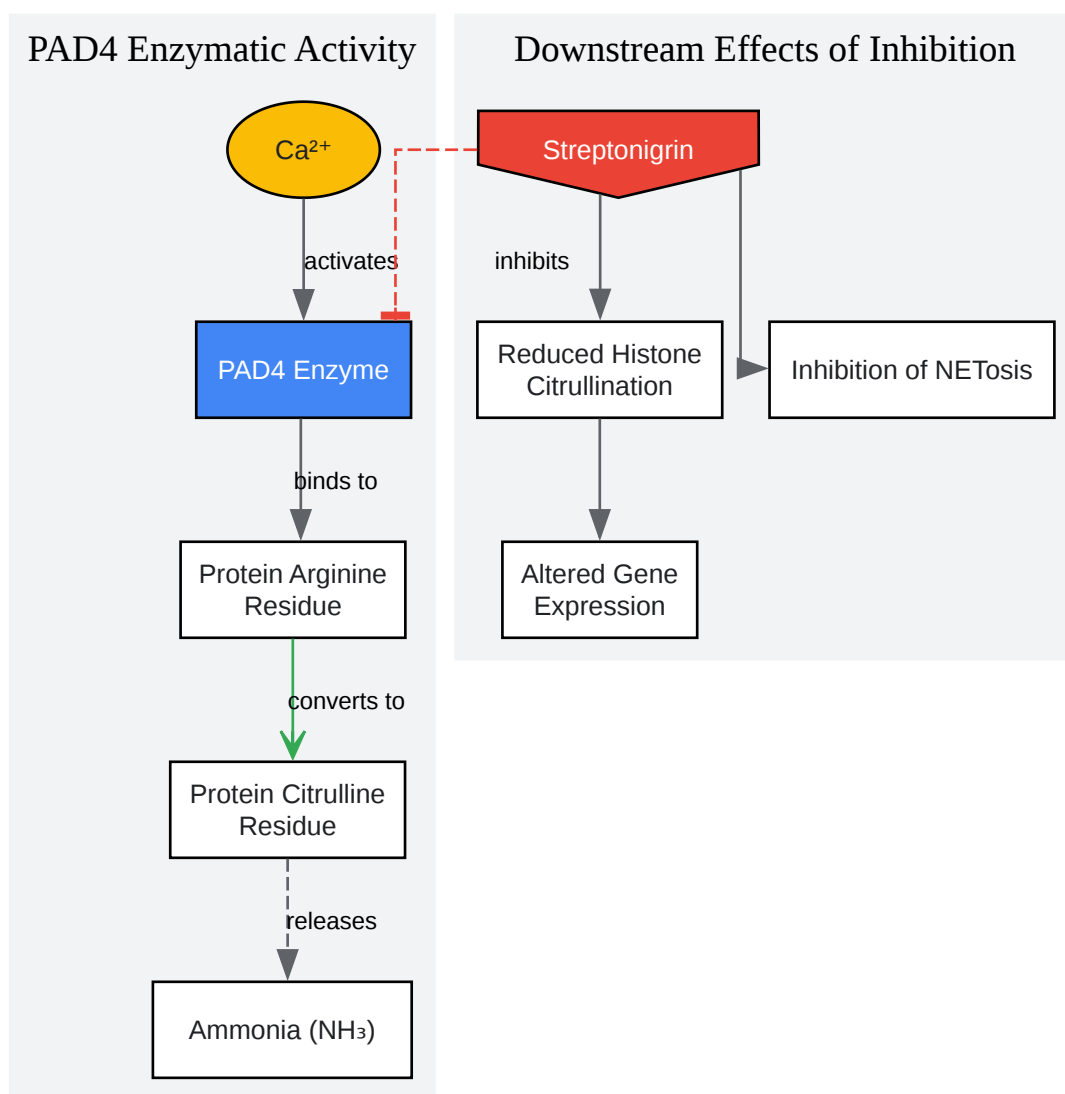 PAD4 Enzymatic Activity
Ca²⁺
activates
PAD4 Enzyme
binds to
Protein Arginine
Residue
converts to
Protein Citrulline
Residue
releases
Ammonia (NH₃)
Downstream Effects of Inhibition
Streptonigrin
inhibits
Reduced Histone
Citrullination
Inhibition of NETosis
Altered Gene
Expression